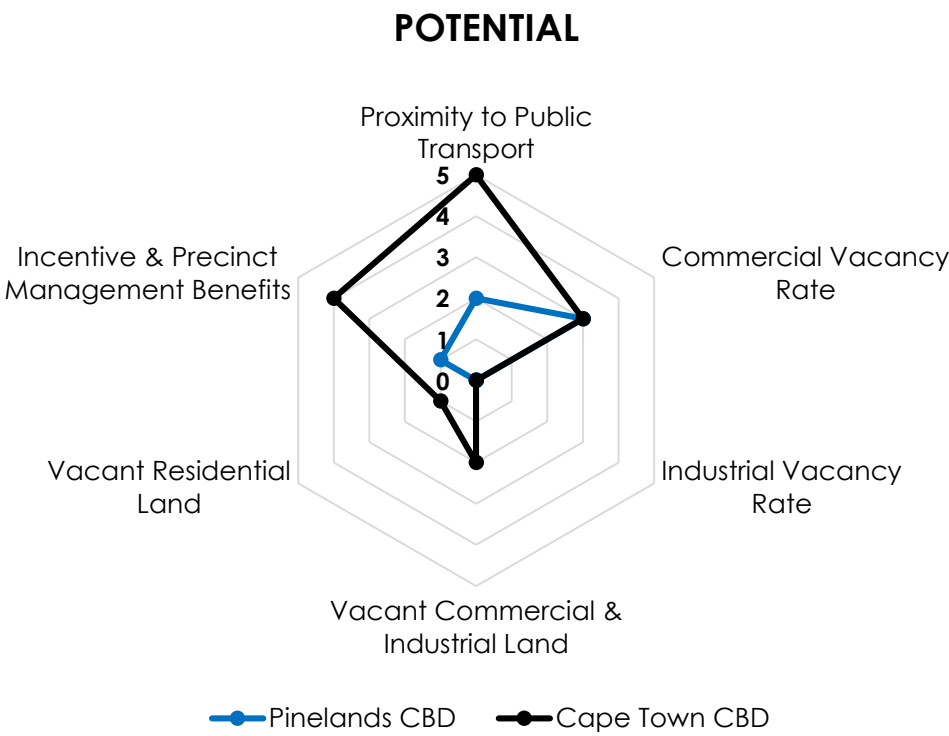 POTENTIAL
Proximity to Public
Transport
5
4
3
2
1
0
Commercial Vacancy
Rate
Industrial Vacancy
Rate
Vacant Commercial &
Industrial Land
Vacant Residential
Land
Incentive & Precinct
Management Benefits
Pinelands CBD
Cape Town CBD